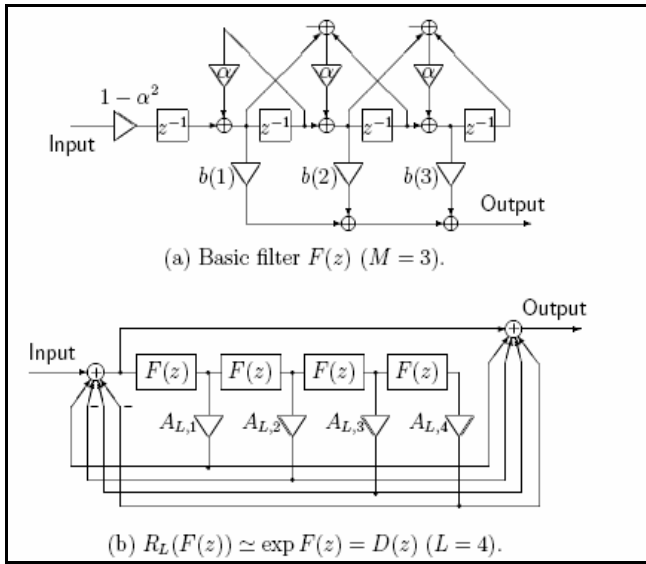 1 − α²
α
α
α
z⁻¹
z⁻¹
z⁻¹
z⁻¹
Input
b(1)
b(2)
b(3)
Output
(a) Basic filter F(z) (M = 3).
Output
Input
F(z)
F(z)
F(z)
F(z)
A_{L,1}
A_{L,2}
A_{L,3}
A_{L,4}
(b) R_L(F(z)) ≃ exp F(z) = D(z) (L = 4).